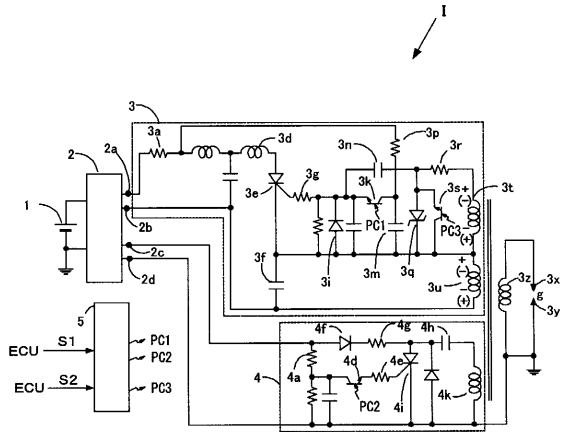 I
3
3p
3a
3d
3n
3r
2
2a
3k
3s
+
3t
3g
(-)
3e
PC1
PC3
-
(+)
1
2b
3i
3m
3q
+
3f
(-)
3z
3x
2c
3u
-
g
2d
(+)
3y
4f
4g
4h
5
PC1
ECU
S1
4a
4d
4e
PC2
4
ECU
S2
PC3
PC2
4i
4k